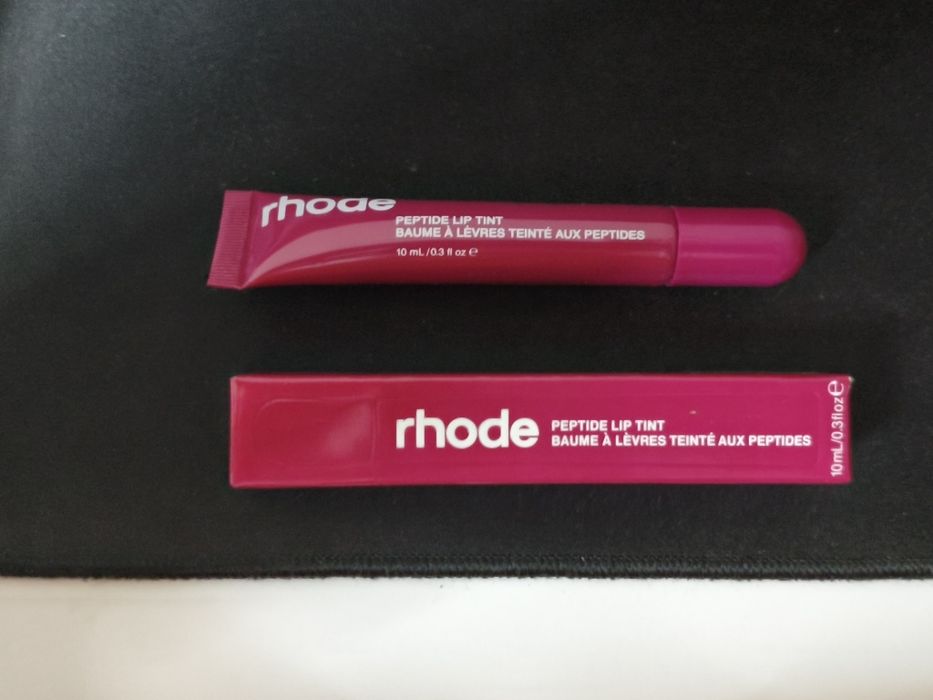 rhode
PEPTIDE LIP TINT
BAUME À LÈVRES TEINTÉ AUX PEPTIDES
10 mL /0.3 fl oz ℮
rhode
PEPTIDE LIP TINT
BAUME À LÈVRES TEINTÉ AUX PEPTIDES
10mL/0.3floz℮